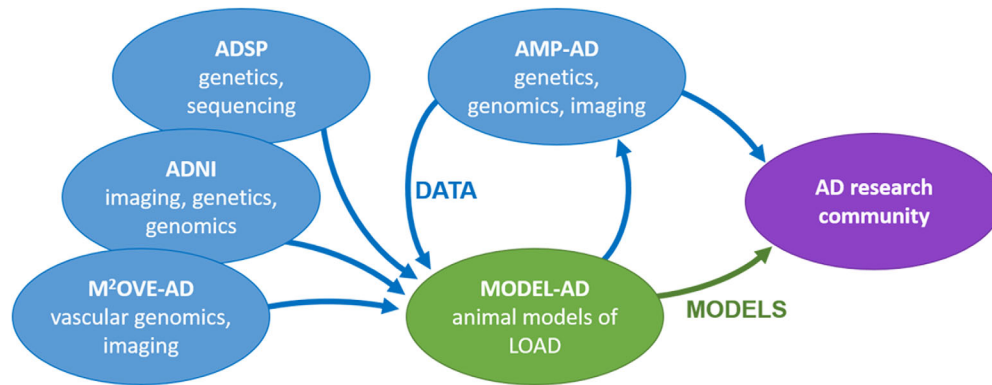 ADSP
genetics,
sequencing
AMP-AD
genetics,
genomics, imaging
ADNI
imaging, genetics,
genomics
DATA
AD research
community
M²OVE-AD
vascular genomics,
imaging
MODEL-AD
animal models of
LOAD
MODELS